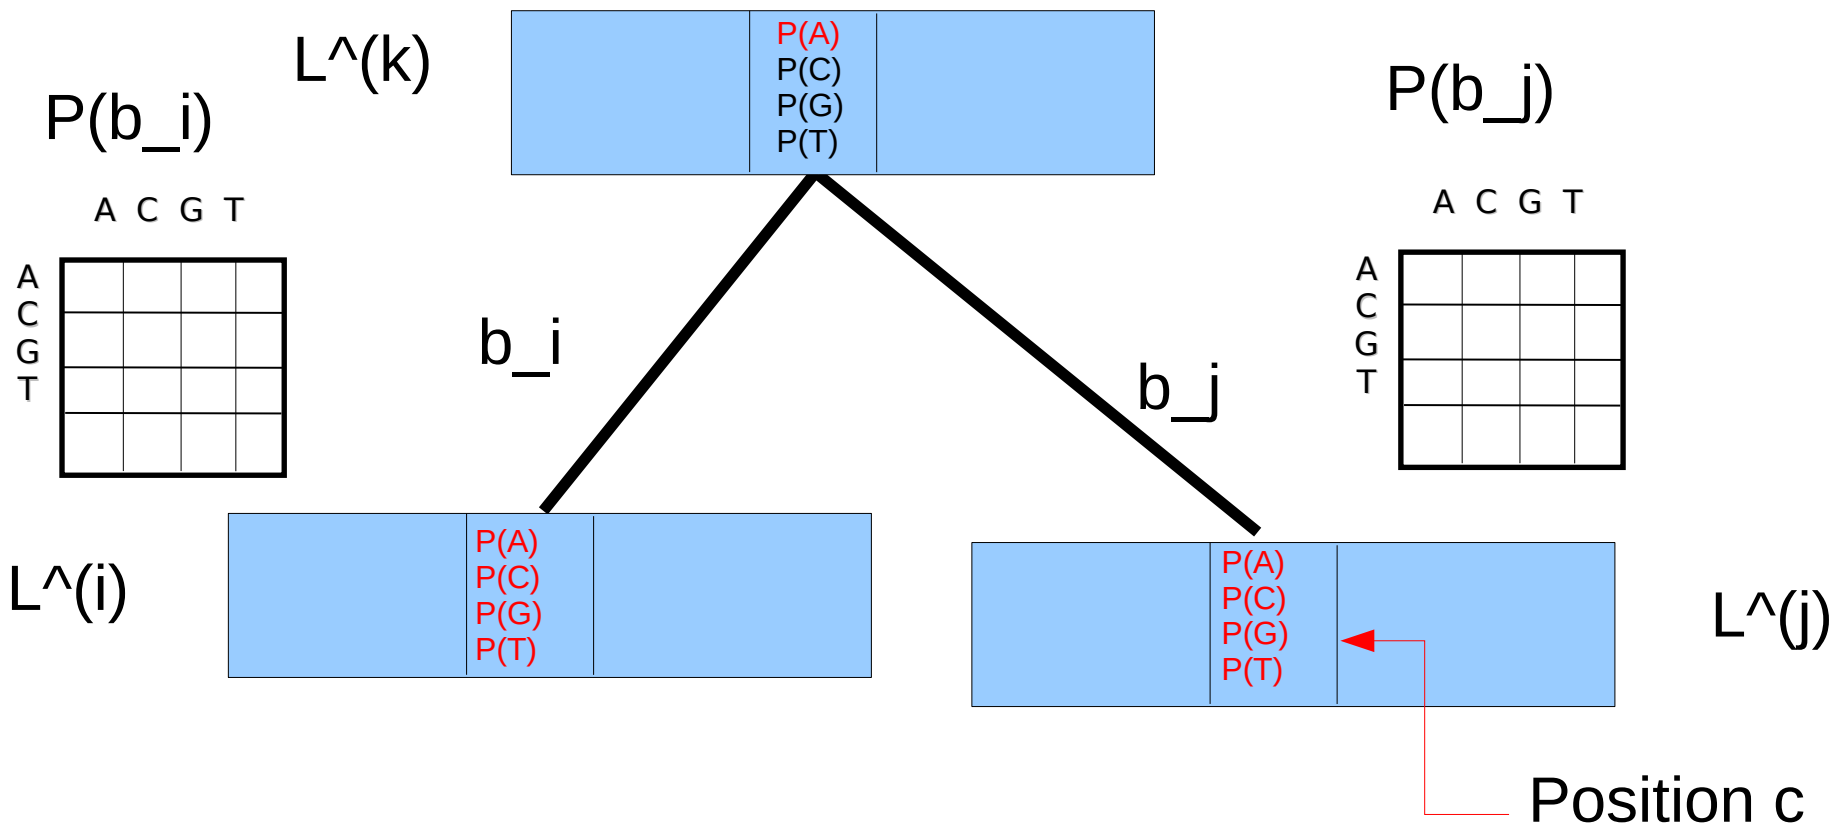 L^(k)
P(A)
P(C)
P(G)
P(T)
P(b_i)
A C G T
A
C
G
T
P(b_j)
A C G T
A
C
G
T
b_i
b_j
L^(i)
P(A)
P(C)
P(G)
P(T)
P(A)
P(C)
P(G)
P(T)
L^(j)
Position c